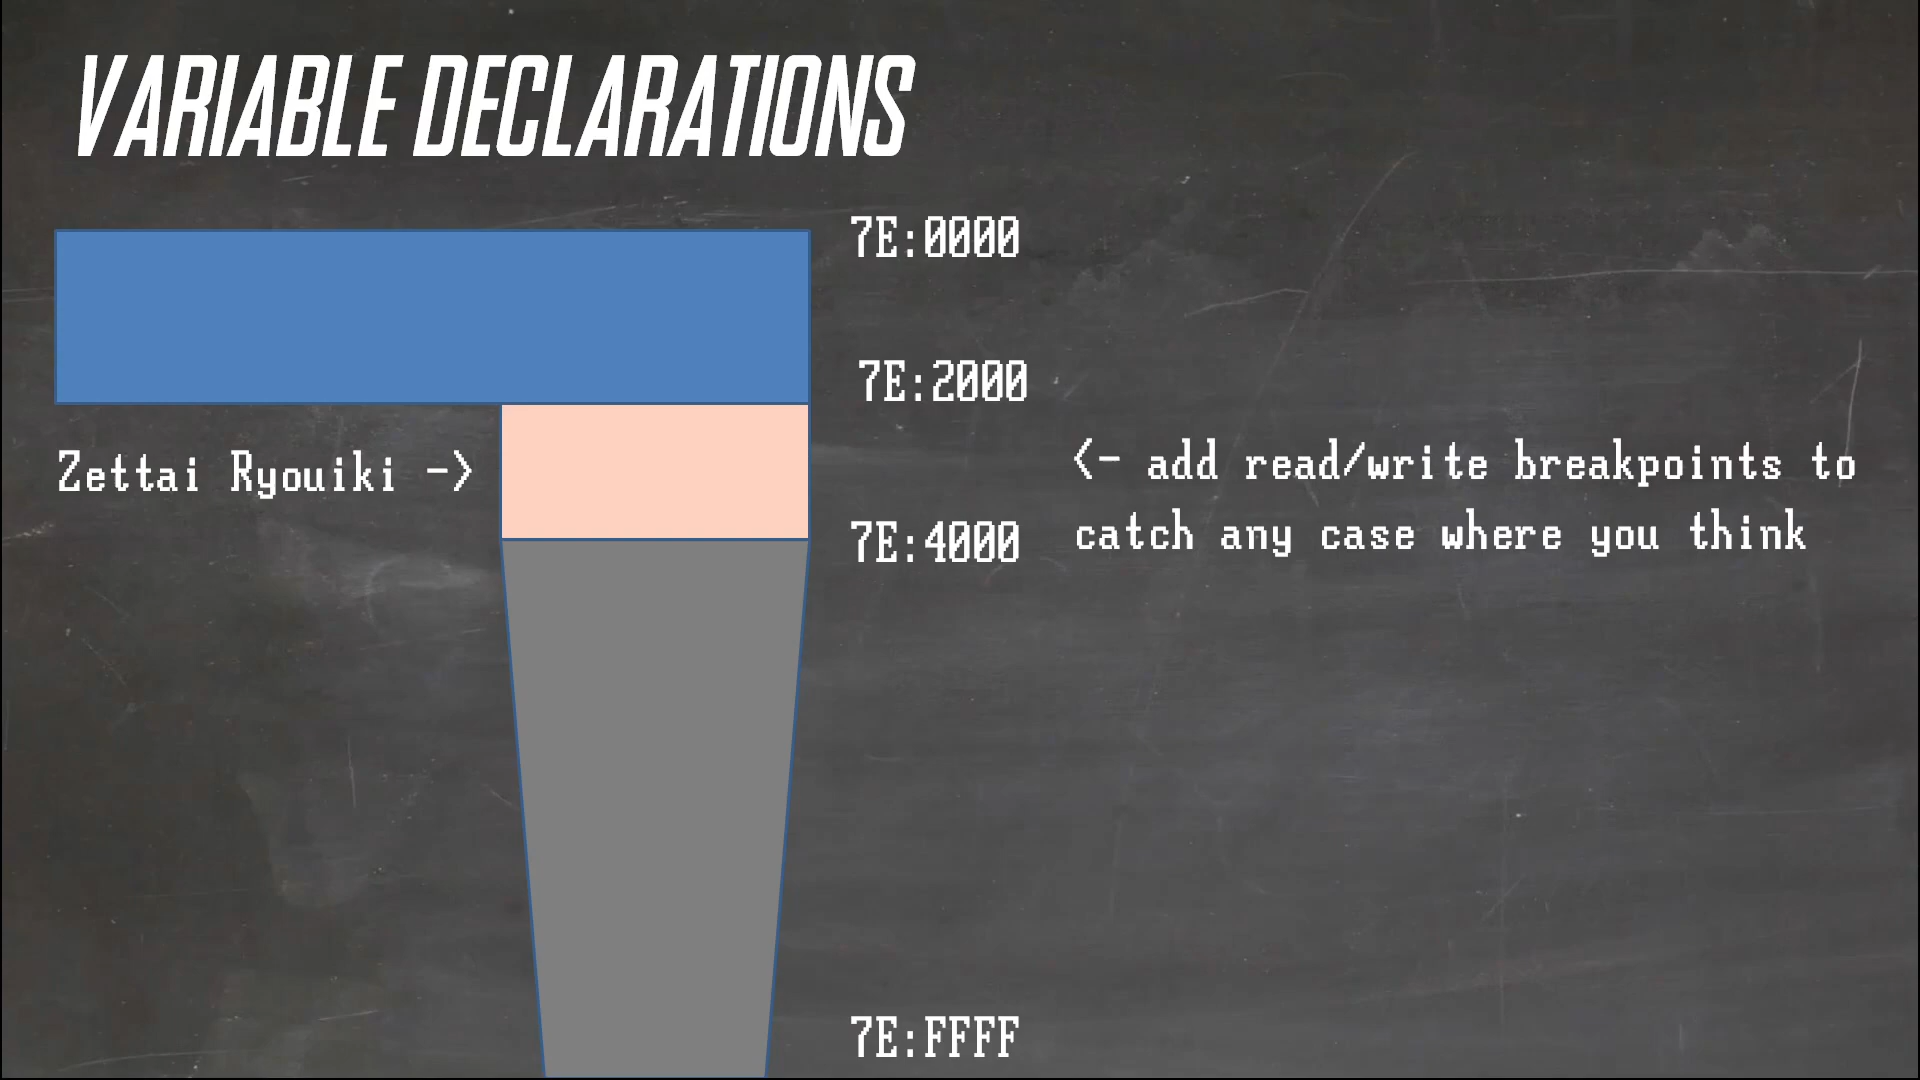 VARIABLE DECLARATIONS
7E:0000
7E:2000
Zettai Ryouiki ->
<- add read/write breakpoints to
catch any case where you think
7E:4000
7E:FFFF